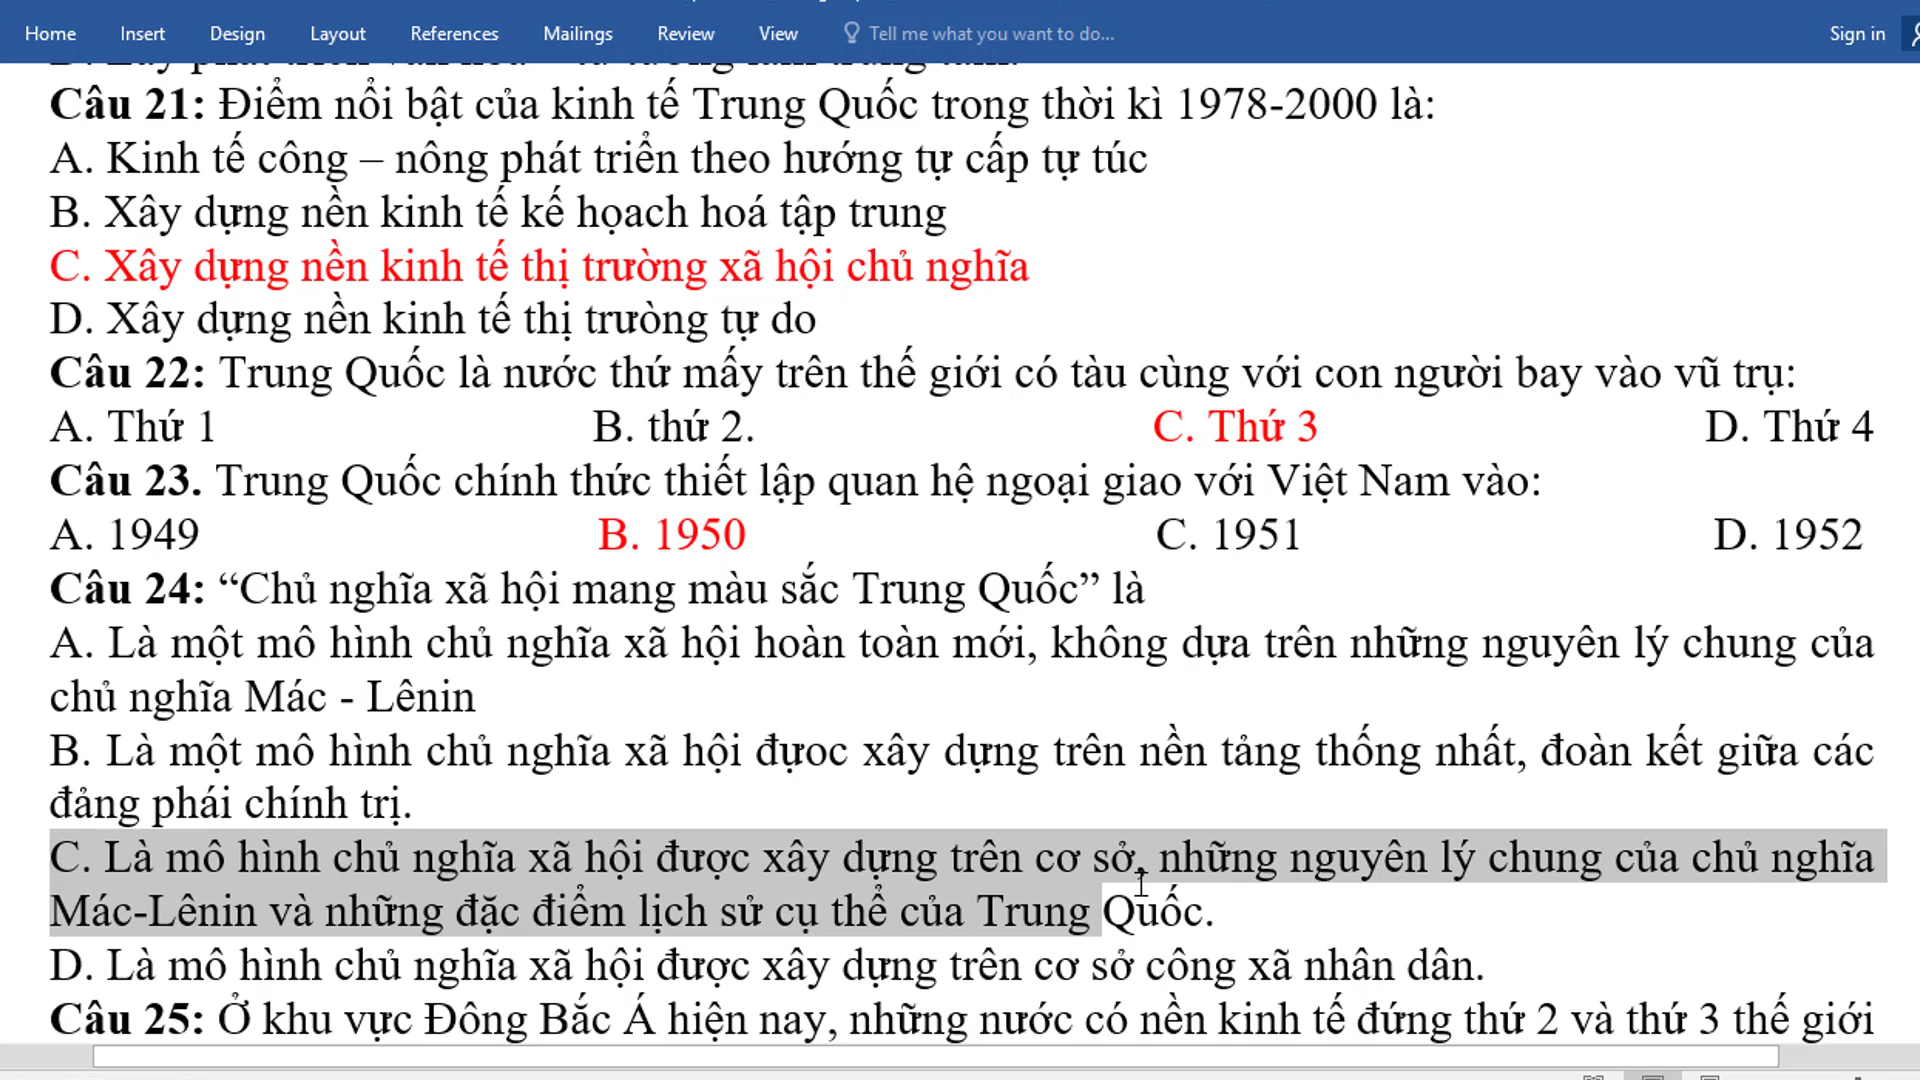 Home Insert Design Layout References Mailings Review View Tell me what you want to do... Sign in
Câu 21: Điểm nổi bật của kinh tế Trung Quốc trong thời kì 1978-2000 là:
A. Kinh tế công – nông phát triển theo hướng tự cấp tự túc
B. Xây dựng nền kinh tế kế họach hoá tập trung
C. Xây dựng nền kinh tế thị trường xã hội chủ nghĩa
D. Xây dựng nền kinh tế thị trưòng tự do
Câu 22: Trung Quốc là nước thứ mấy trên thế giới có tàu cùng với con người bay vào vũ trụ:
A. Thứ 1 B. thứ 2. C. Thứ 3 D. Thứ 4
Câu 23. Trung Quốc chính thức thiết lập quan hệ ngoại giao với Việt Nam vào:
A. 1949 B. 1950 C. 1951 D. 1952
Câu 24: “Chủ nghĩa xã hội mang màu sắc Trung Quốc” là
A. Là một mô hình chủ nghĩa xã hội hoàn toàn mới, không dựa trên những nguyên lý chung của
chủ nghĩa Mác - Lênin
B. Là một mô hình chủ nghĩa xã hội đựoc xây dựng trên nền tảng thống nhất, đoàn kết giữa các
đảng phái chính trị.
C. Là mô hình chủ nghĩa xã hội được xây dựng trên cơ sở, những nguyên lý chung của chủ nghĩa
Mác-Lênin và những đặc điểm lịch sử cụ thể của Trung Quốc.
D. Là mô hình chủ nghĩa xã hội được xây dựng trên cơ sở công xã nhân dân.
Câu 25: Ở khu vực Đông Bắc Á hiện nay, những nước có nền kinh tế đứng thứ 2 và thứ 3 thế giới